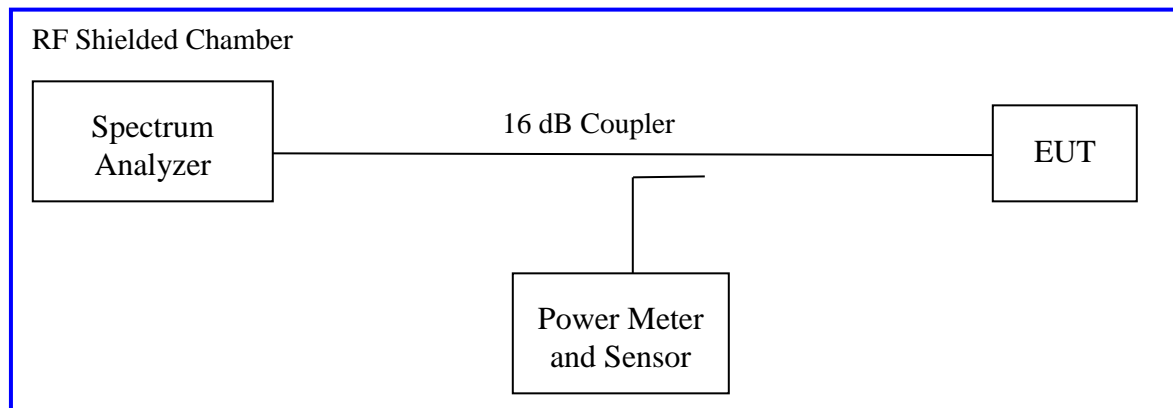 RF Shielded Chamber
Spectrum
Analyzer
16 dB Coupler
EUT
Power Meter
and Sensor